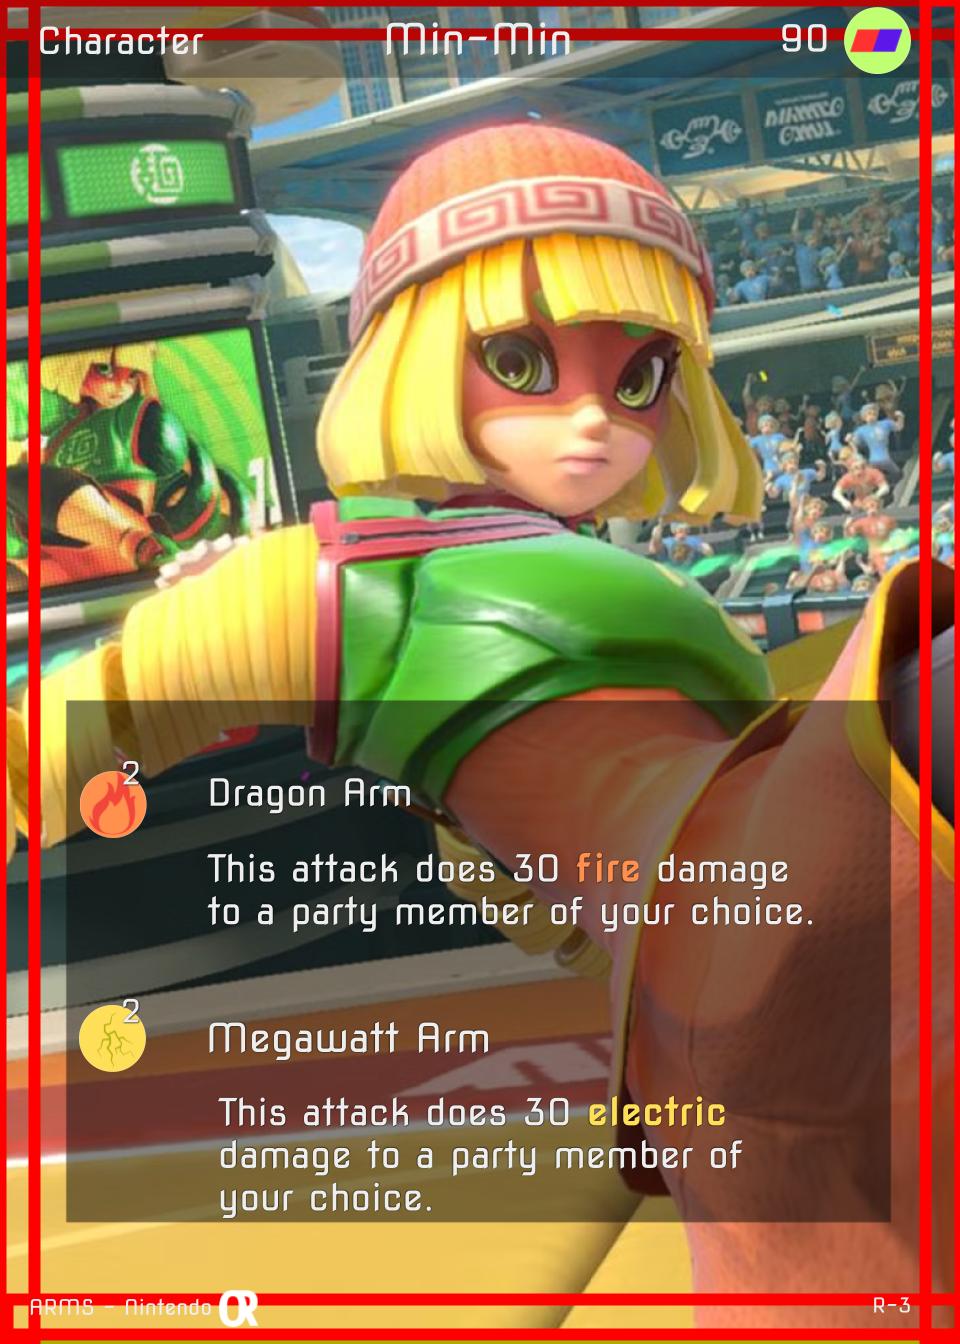 Character
Min-Min
90
2
Dragon Arm
This attack does 30 fire damage
to a party member of your choice.
2
Megawatt Arm
This attack does 30 electric
damage to a party member of
your choice.
ARMS - Nintendo
R-3